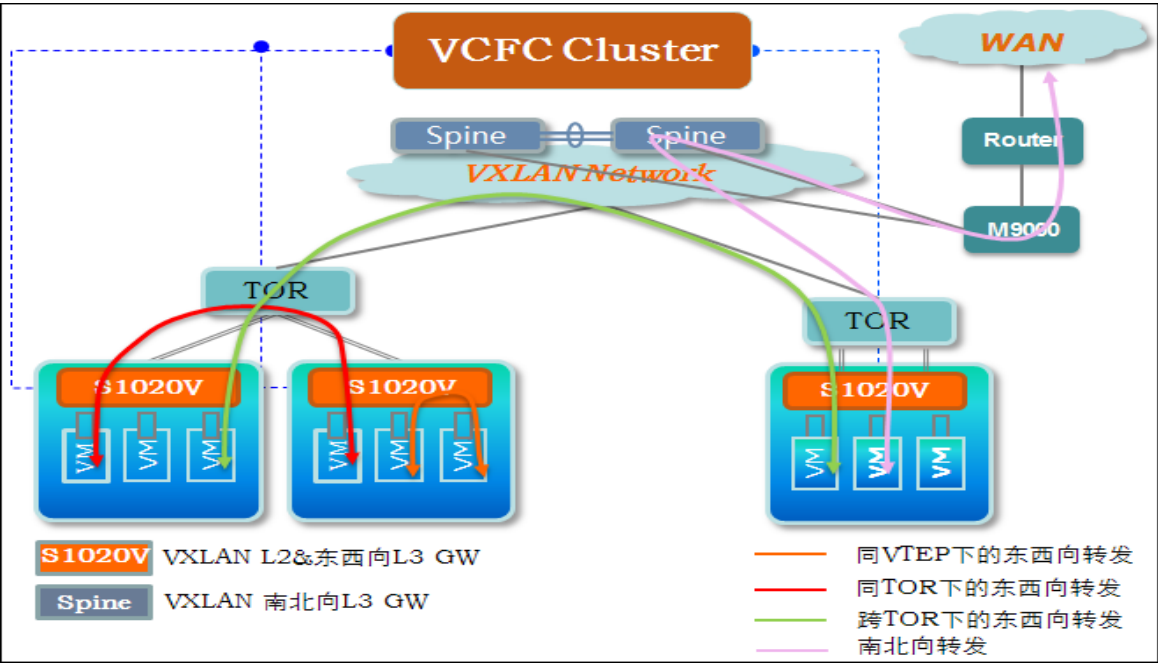 VCFC Cluster
WAN
Spine
Spine
Router
VXLAN Network
M9000
TOR
TOR
S1020V
S1020V
S1020V
VM
VM
VM
VM
VM
VM
VM
VM
VM
S1020V VXLAN L2&东西向L3 GW
Spine VXLAN 南北向L3 GW
同VTEP下的东西向转发
同TOR下的东西向转发
跨TOR下的东西向转发
南北向转发